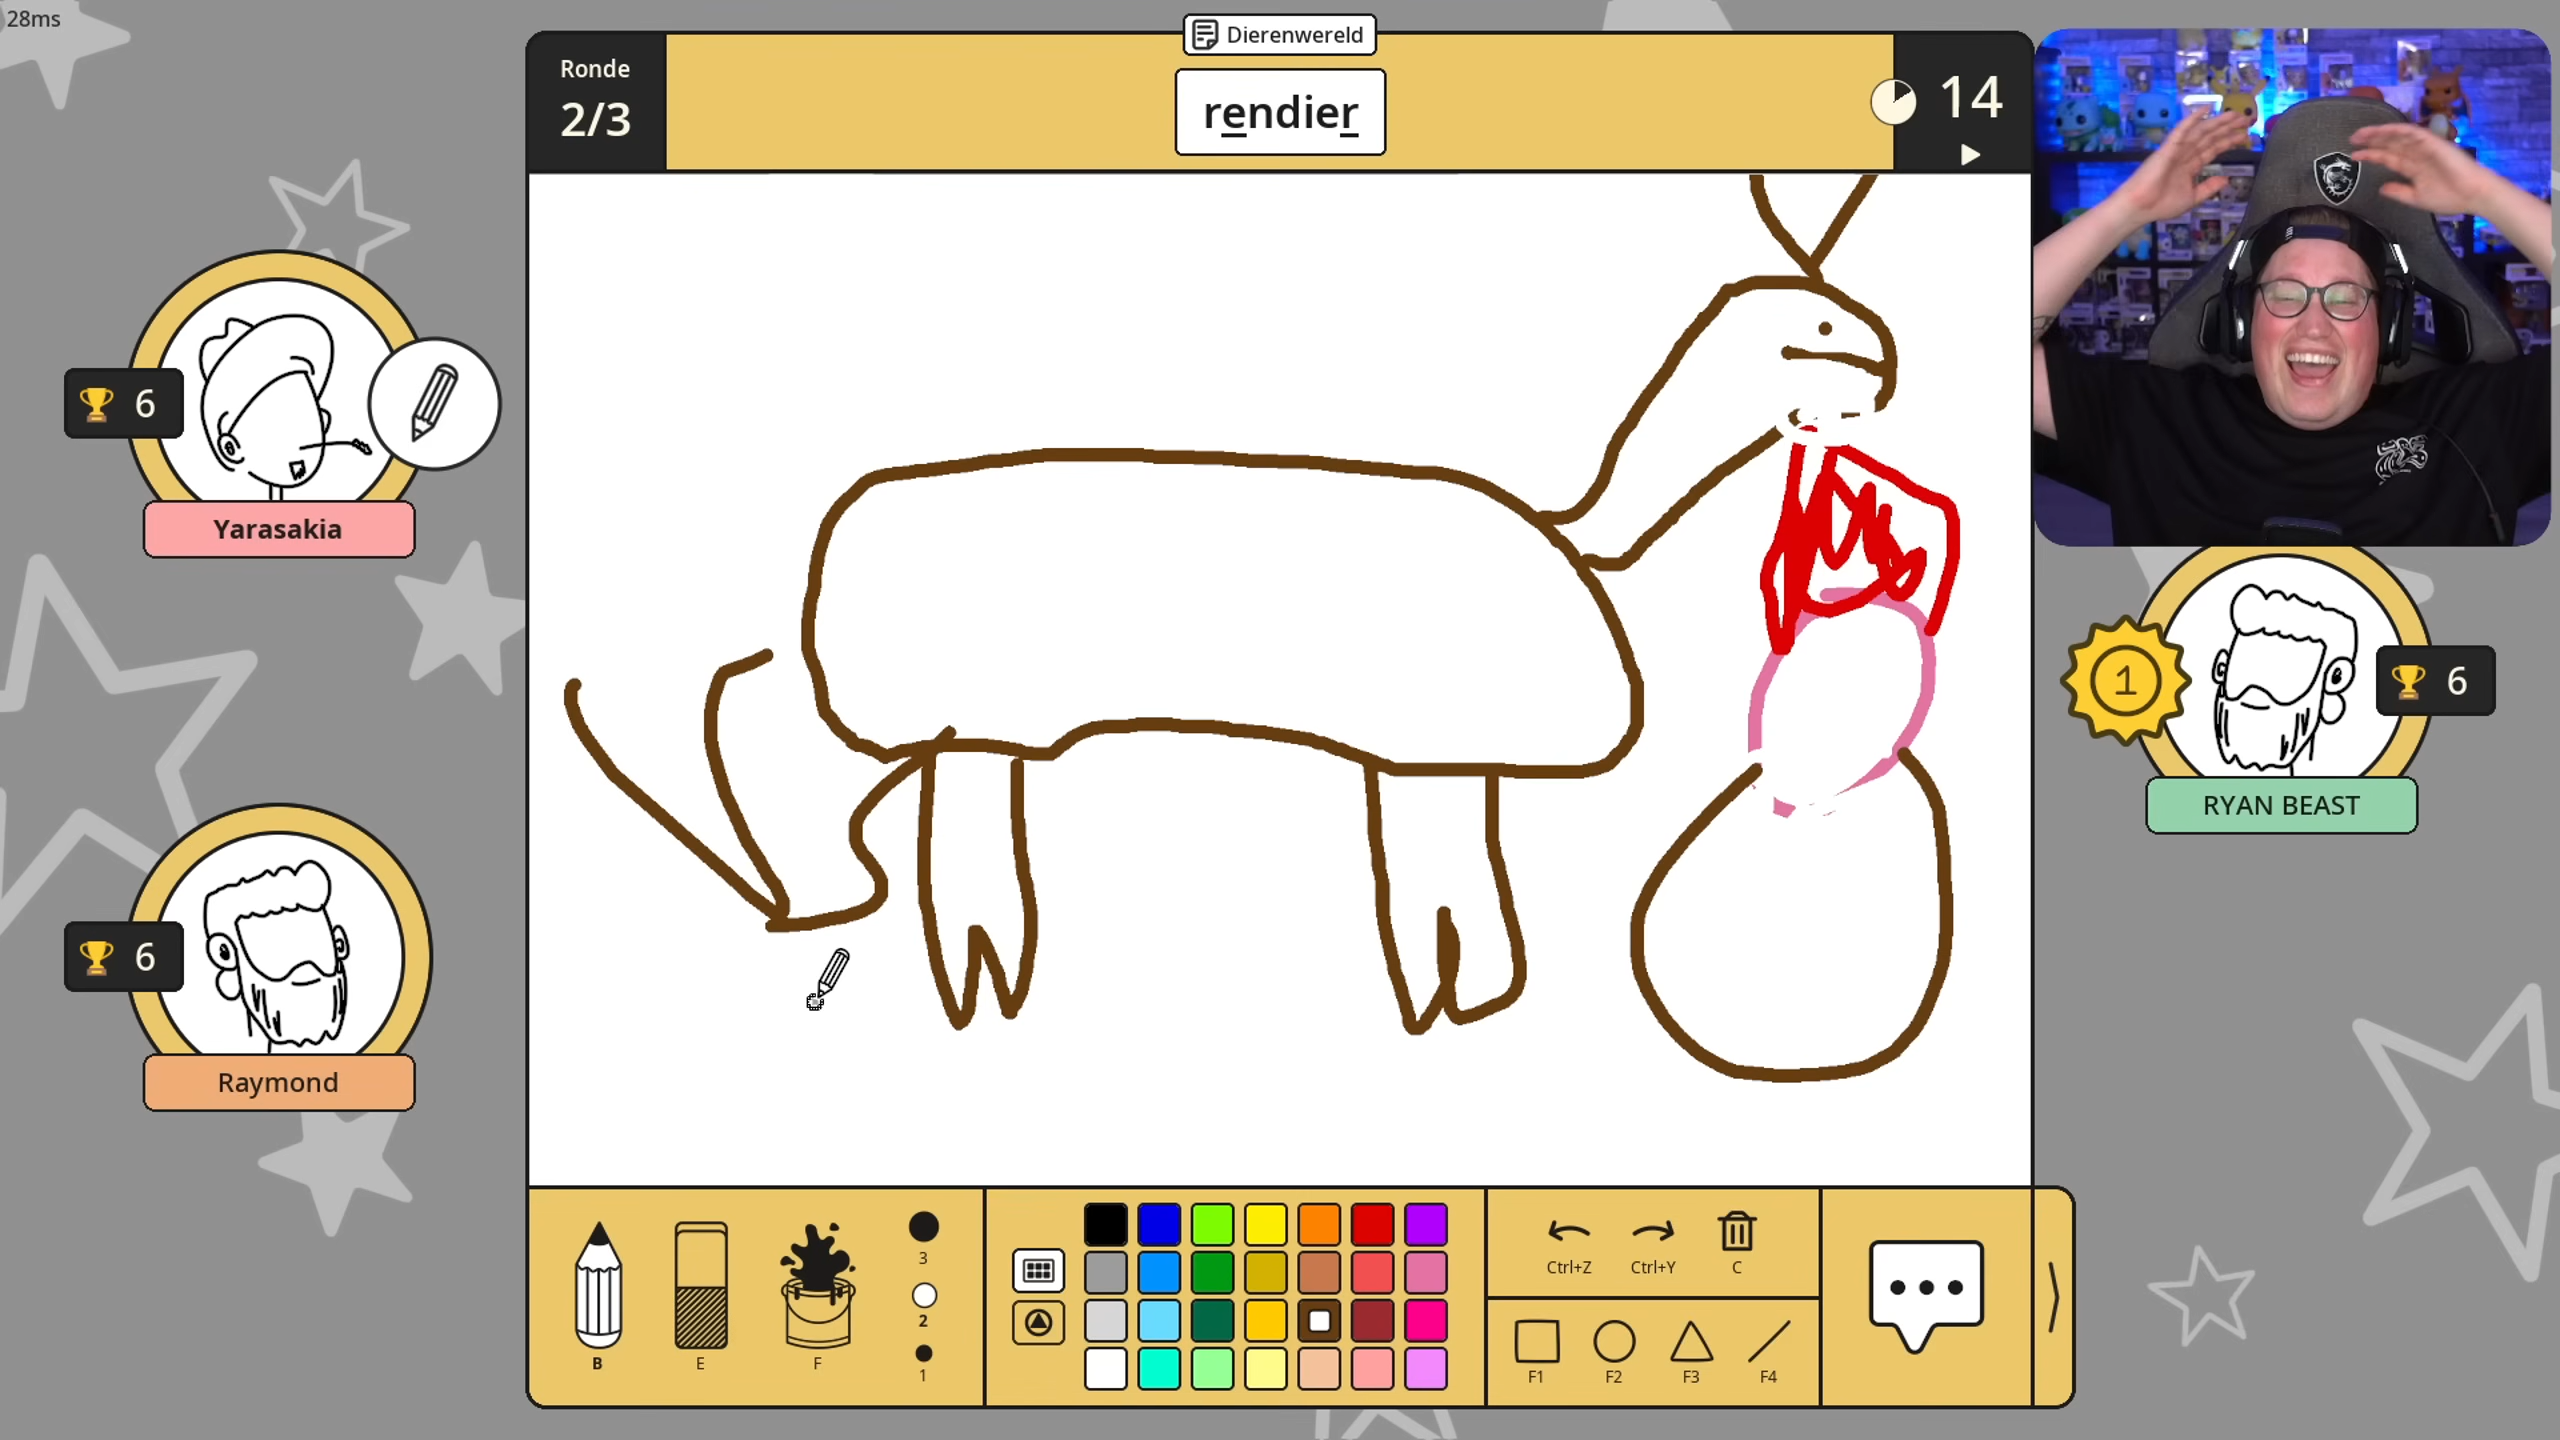 28ms
Dierenwereld
Ronde
2/3
rendier
14
6
Yarasakia
1
6
RYAN BEAST
6
Raymond
B
E
F
3
2
1
Ctrl+Z
Ctrl+Y
C
F1
F2
F3
F4